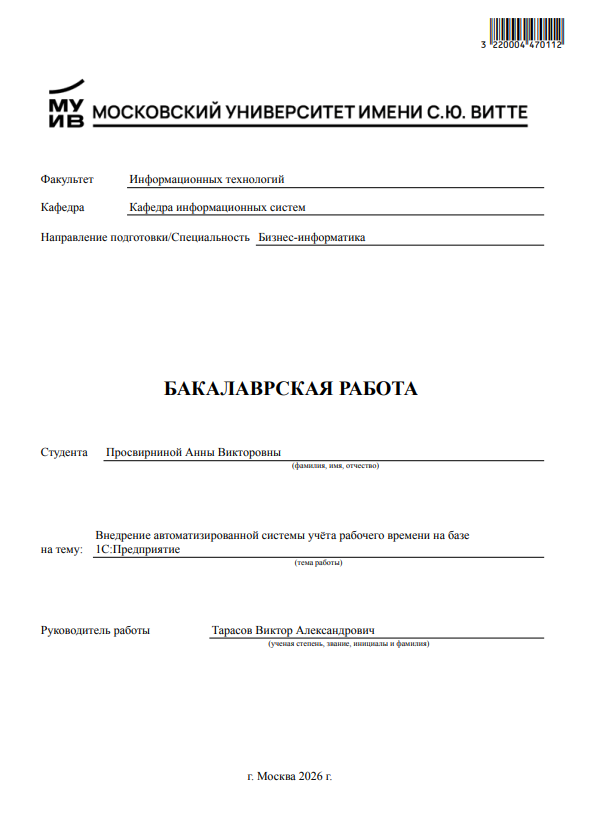 3 220004 470112
МУ
ИВ
МОСКОВСКИЙ УНИВЕРСИТЕТ ИМЕНИ С.Ю. ВИТТЕ
Факультет Информационных технологий
Кафедра Кафедра информационных систем
Направление подготовки/Специальность Бизнес-информатика
БАКАЛАВРСКАЯ РАБОТА
Студента Просвирниной Анны Викторовны
(фамилия, имя, отчество)
Внедрение автоматизированной системы учёта рабочего времени на базе
на тему: 1С:Предприятие
(тема работы)
Руководитель работы Тарасов Виктор Александрович
(ученая степень, звание, инициалы и фамилия)
г. Москва 2026 г.